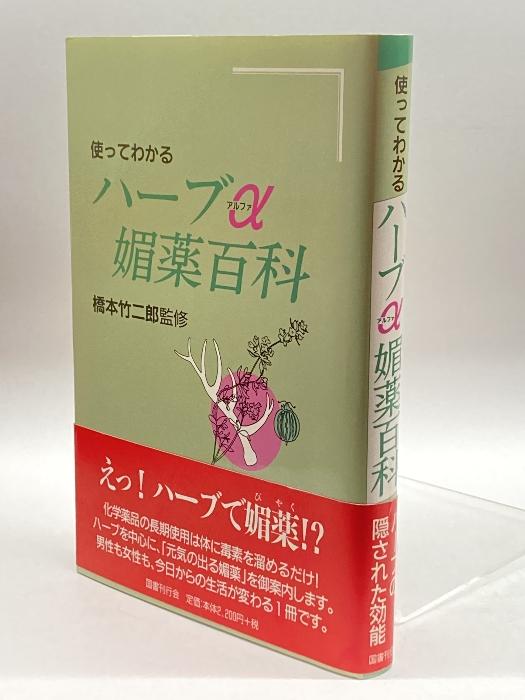 使ってわかる
ハーブα
アルファ
媚薬百科
橋本竹二郎監修
えっ!ハーブで媚薬!?
びやく
化学薬品の長期使用は体に毒素を溜めるだけ!
ハーブを中心に、「元気の出る媚薬」を御案内します。
男性も女性も、今日からの生活が変わる1冊です。
国書刊行会 定価:本体2,200円+税
使ってわかる
ハーブα
アルファ
媚薬百科
隠された効能
国書刊行